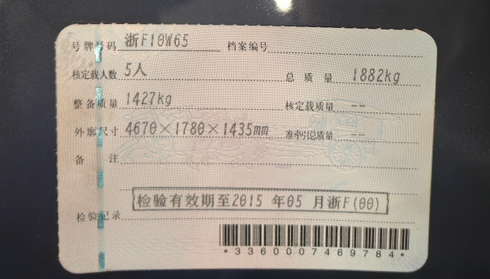 号牌号码 浙F10W65 档案编号
核定载人数 5人 总质量 1882kg
整备质量 1427kg 核定载质量 --
外廓尺寸 4670×1780×1435㎜ 准牵引总质量 --
备注
检验有效期至2015 年05 月浙F(00)
检验记录
*3360007469784*